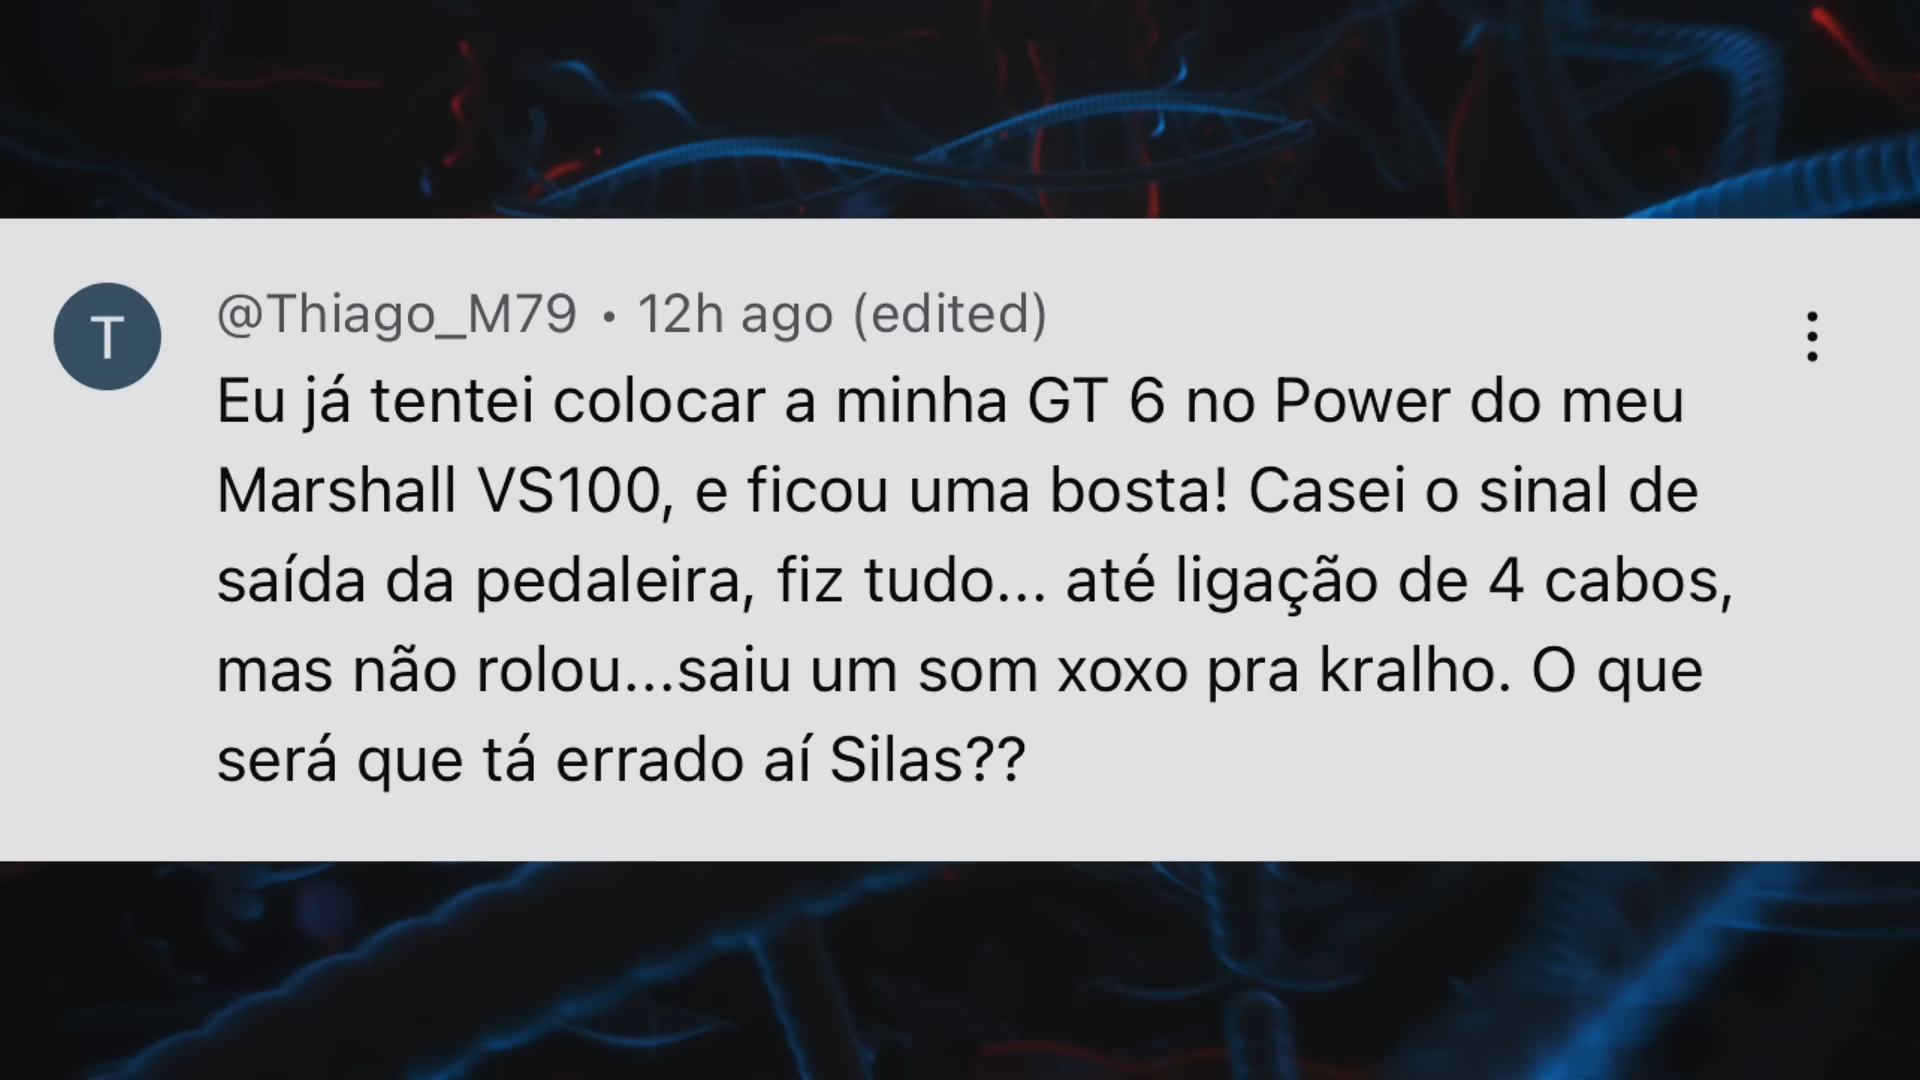 T
@Thiago_M79 • 12h ago (edited)
Eu já tentei colocar a minha GT 6 no Power do meu
Marshall VS100, e ficou uma bosta! Casei o sinal de
saída da pedaleira, fiz tudo... até ligação de 4 cabos,
mas não rolou...saiu um som xoxo pra kralho. O que
será que tá errado aí Silas??